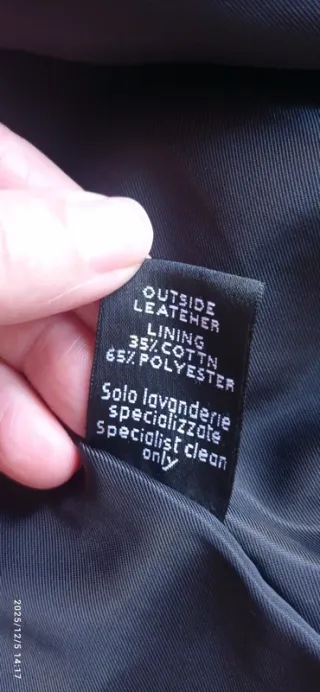 OUTSIDE
LEATEHER
LINING
35% COTTN
65% POLYESTER
Solo lavanderie
specializzate
Specialist clean
only
2025/12/5 14:17